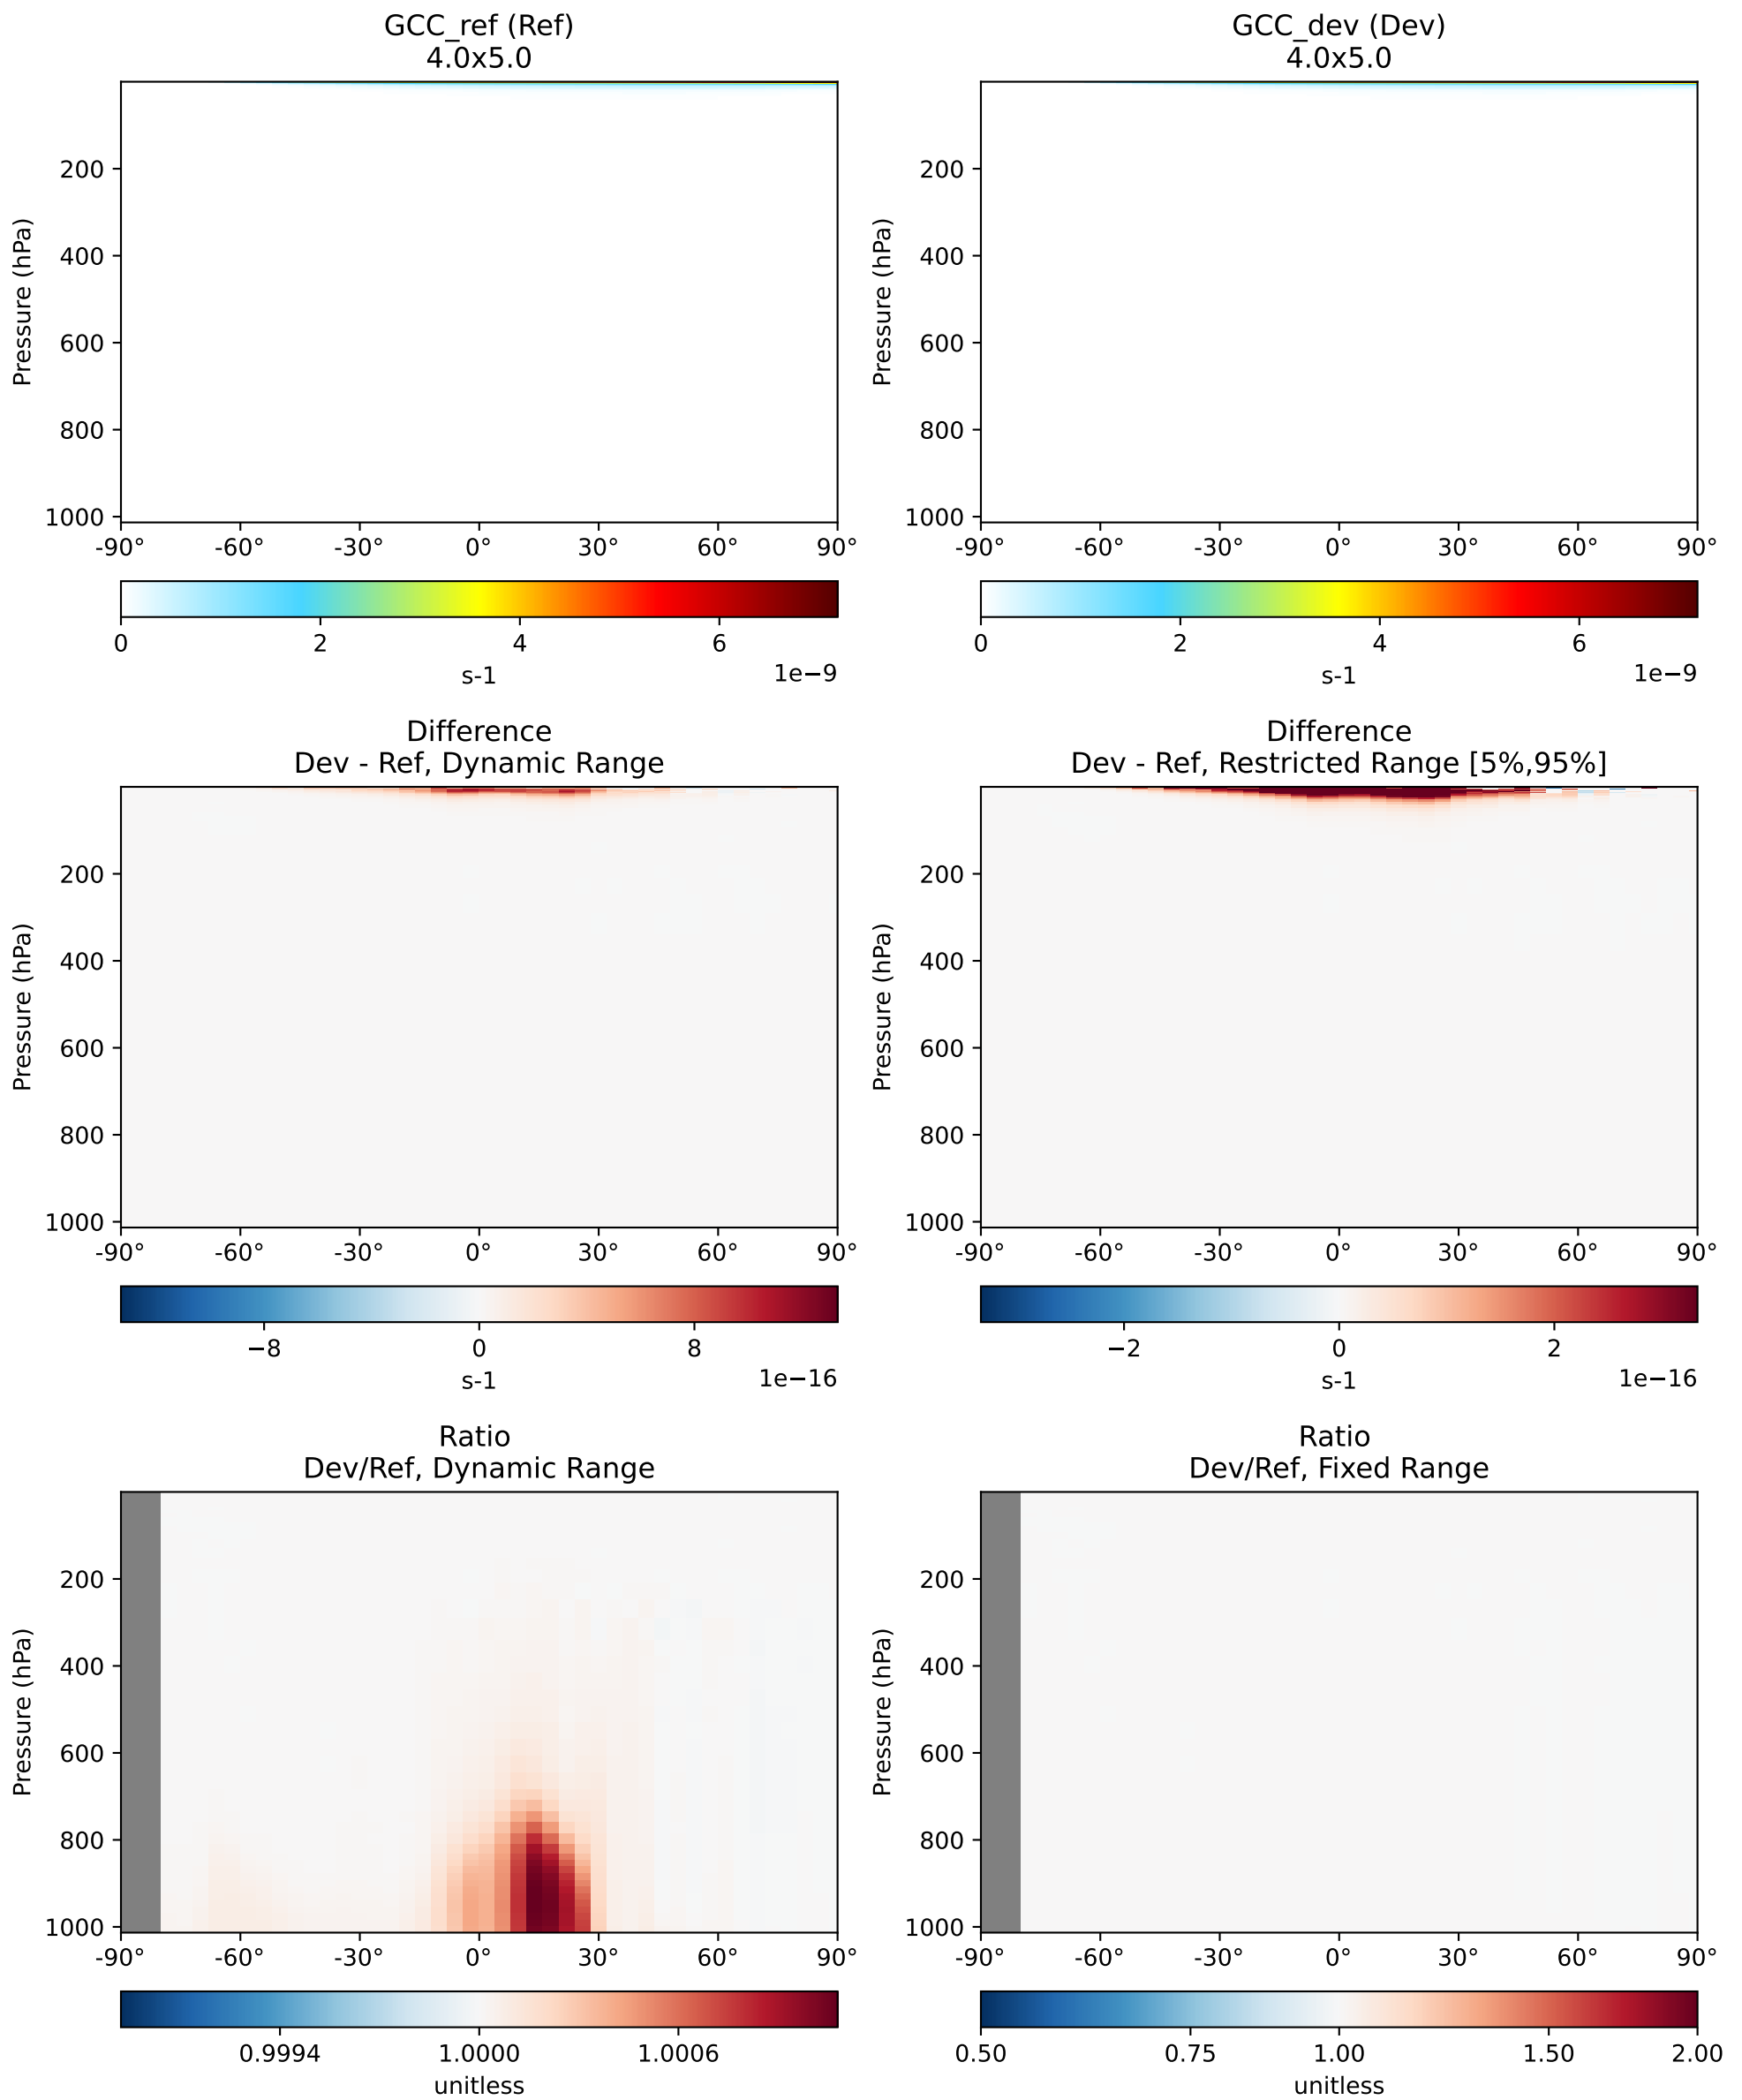 GCC_ref (Ref)
4.0x5.0
GCC_dev (Dev)
4.0x5.0
Pressure (hPa)
200
400
600
800
1000
-90° -60° -30° 0° 30° 60° 90°
0 2 4 6
s-1
1e−9
Pressure (hPa)
200
400
600
800
1000
-90° -60° -30° 0° 30° 60° 90°
0 2 4 6
s-1
1e−9
Difference
Dev - Ref, Dynamic Range
Difference
Dev - Ref, Restricted Range [5%,95%]
Pressure (hPa)
200
400
600
800
1000
-90° -60° -30° 0° 30° 60° 90°
−8 0 8
s-1
1e−16
Pressure (hPa)
200
400
600
800
1000
-90° -60° -30° 0° 30° 60° 90°
−2 0 2
s-1
1e−16
Ratio
Dev/Ref, Dynamic Range
Ratio
Dev/Ref, Fixed Range
Pressure (hPa)
200
400
600
800
1000
-90° -60° -30° 0° 30° 60° 90°
0.9994 1.0000 1.0006
unitless
Pressure (hPa)
200
400
600
800
1000
-90° -60° -30° 0° 30° 60° 90°
0.50 0.75 1.00 1.50 2.00
unitless